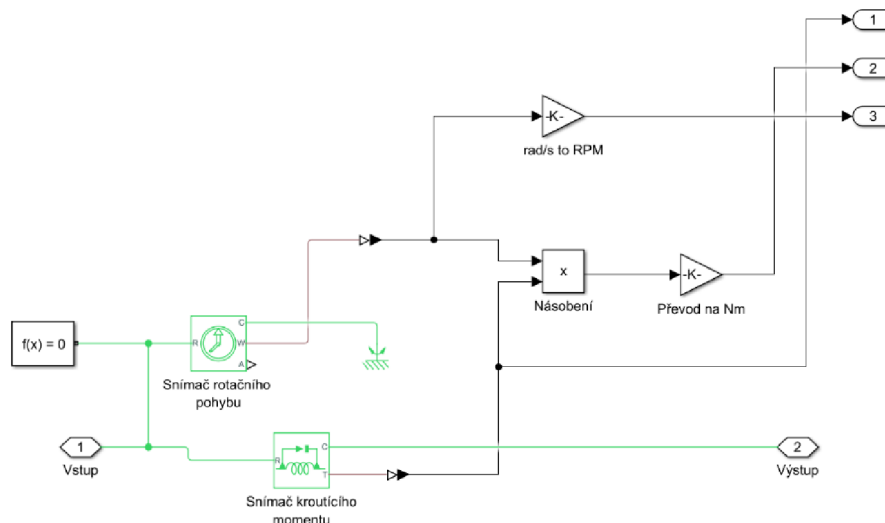 1
2
-K-
3
rad/s to RPM
x
-K-
Násobení
Převod na Nm
f(x) = 0
C
R
W
A
Snímač rotačního
pohybu
1
Vstup
C
R
T
2
Výstup
Snímač kroutícího
momentu